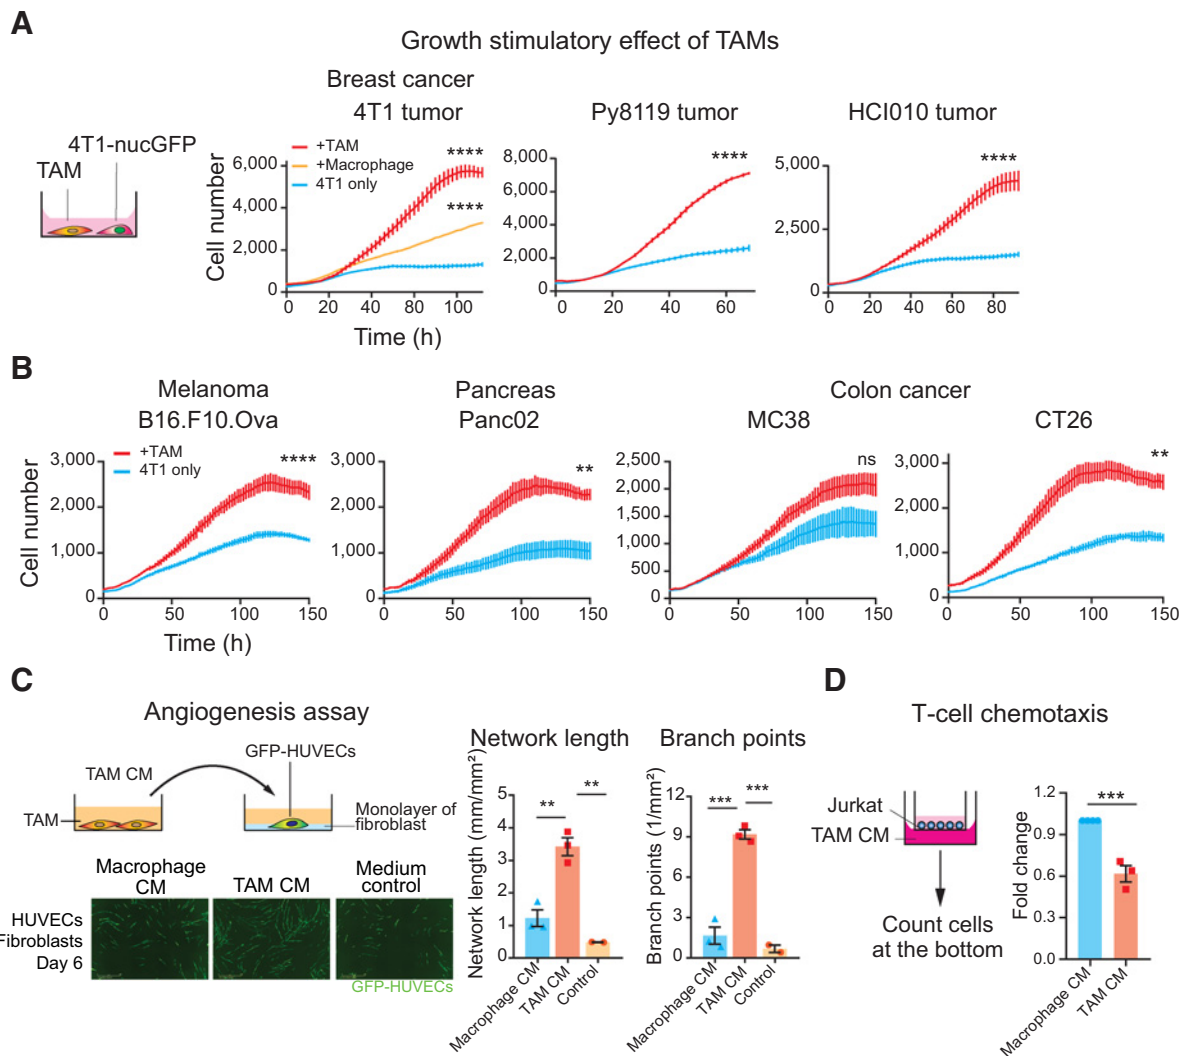 A
Growth stimulatory effect of TAMs
Breast cancer
4T1 tumor
Py8119 tumor
HCI010 tumor
4T1-nucGFP
TAM
Cell number
6,000
4,000
2,000
0
+TAM
+Macrophage
4T1 only
****
****
0 20 40 60 80 100
Time (h)
8,000
6,000
4,000
2,000
0
****
0 20 40 60
5,000
2,500
0
****
0 20 40 60 80
B
Melanoma
B16.F10.Ova
Pancreas
Panc02
Colon cancer
MC38
CT26
Cell number
+TAM
4T1 only
3,000
2,000
1,000
0
****
0 50 100 150
Time (h)
3,000
2,000
1,000
0
**
0 50 100 150
2,500
2,000
1,500
1,000
500
0
ns
0 50 100 150
3,000
2,000
1,000
0
**
0 50 100 150
C
Angiogenesis assay
GFP-HUVECs
TAM CM
TAM
Monolayer of
fibroblast
Macrophage
CM
TAM CM
Medium
control
HUVECs
Fibroblasts
Day 6
GFP-HUVECs
Network length
Network length (mm/mm²)
5
4
3
2
1
0
**
**
Macrophage CM
TAM CM
Control
Branch points
Branch points (1/mm²)
12
9
6
3
0
***
***
Macrophage CM
TAM CM
Control
D
T-cell chemotaxis
Jurkat
TAM CM
Count cells
at the bottom
Fold change
1.2
0.9
0.6
0.3
0.0
***
Macrophage CM
TAM CM